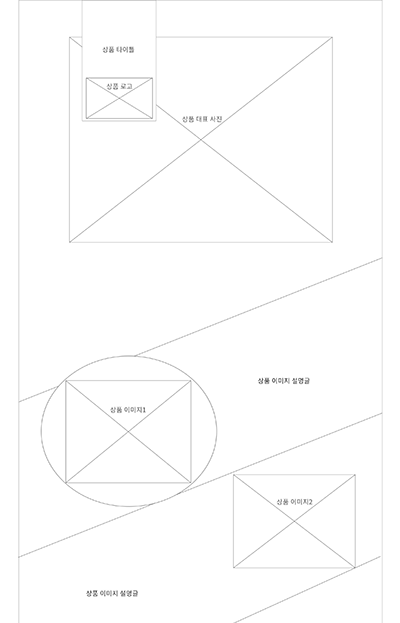 상품 타이틀
상품 로고
상품 대표 사진
상품 이미지 설명글
상품 이미지1
상품 이미지2
상품 이미지 설명글